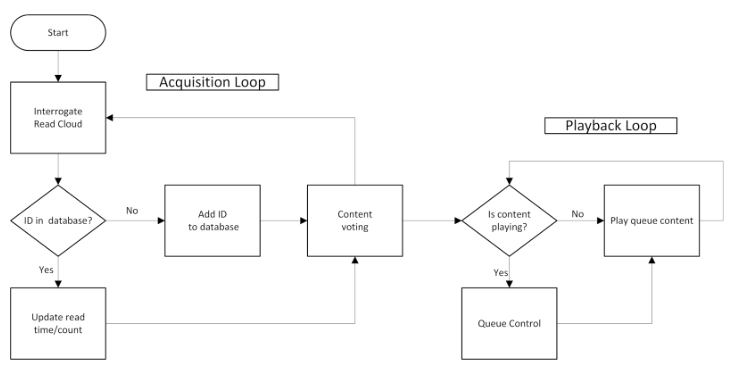 Start
Acquisition Loop
Interrogate
Read Cloud
Playback Loop
ID in database?
No
Add ID
to database
Content
voting
Is content
playing?
No
Play queue content
Yes
Yes
Update read
time/count
Queue Control